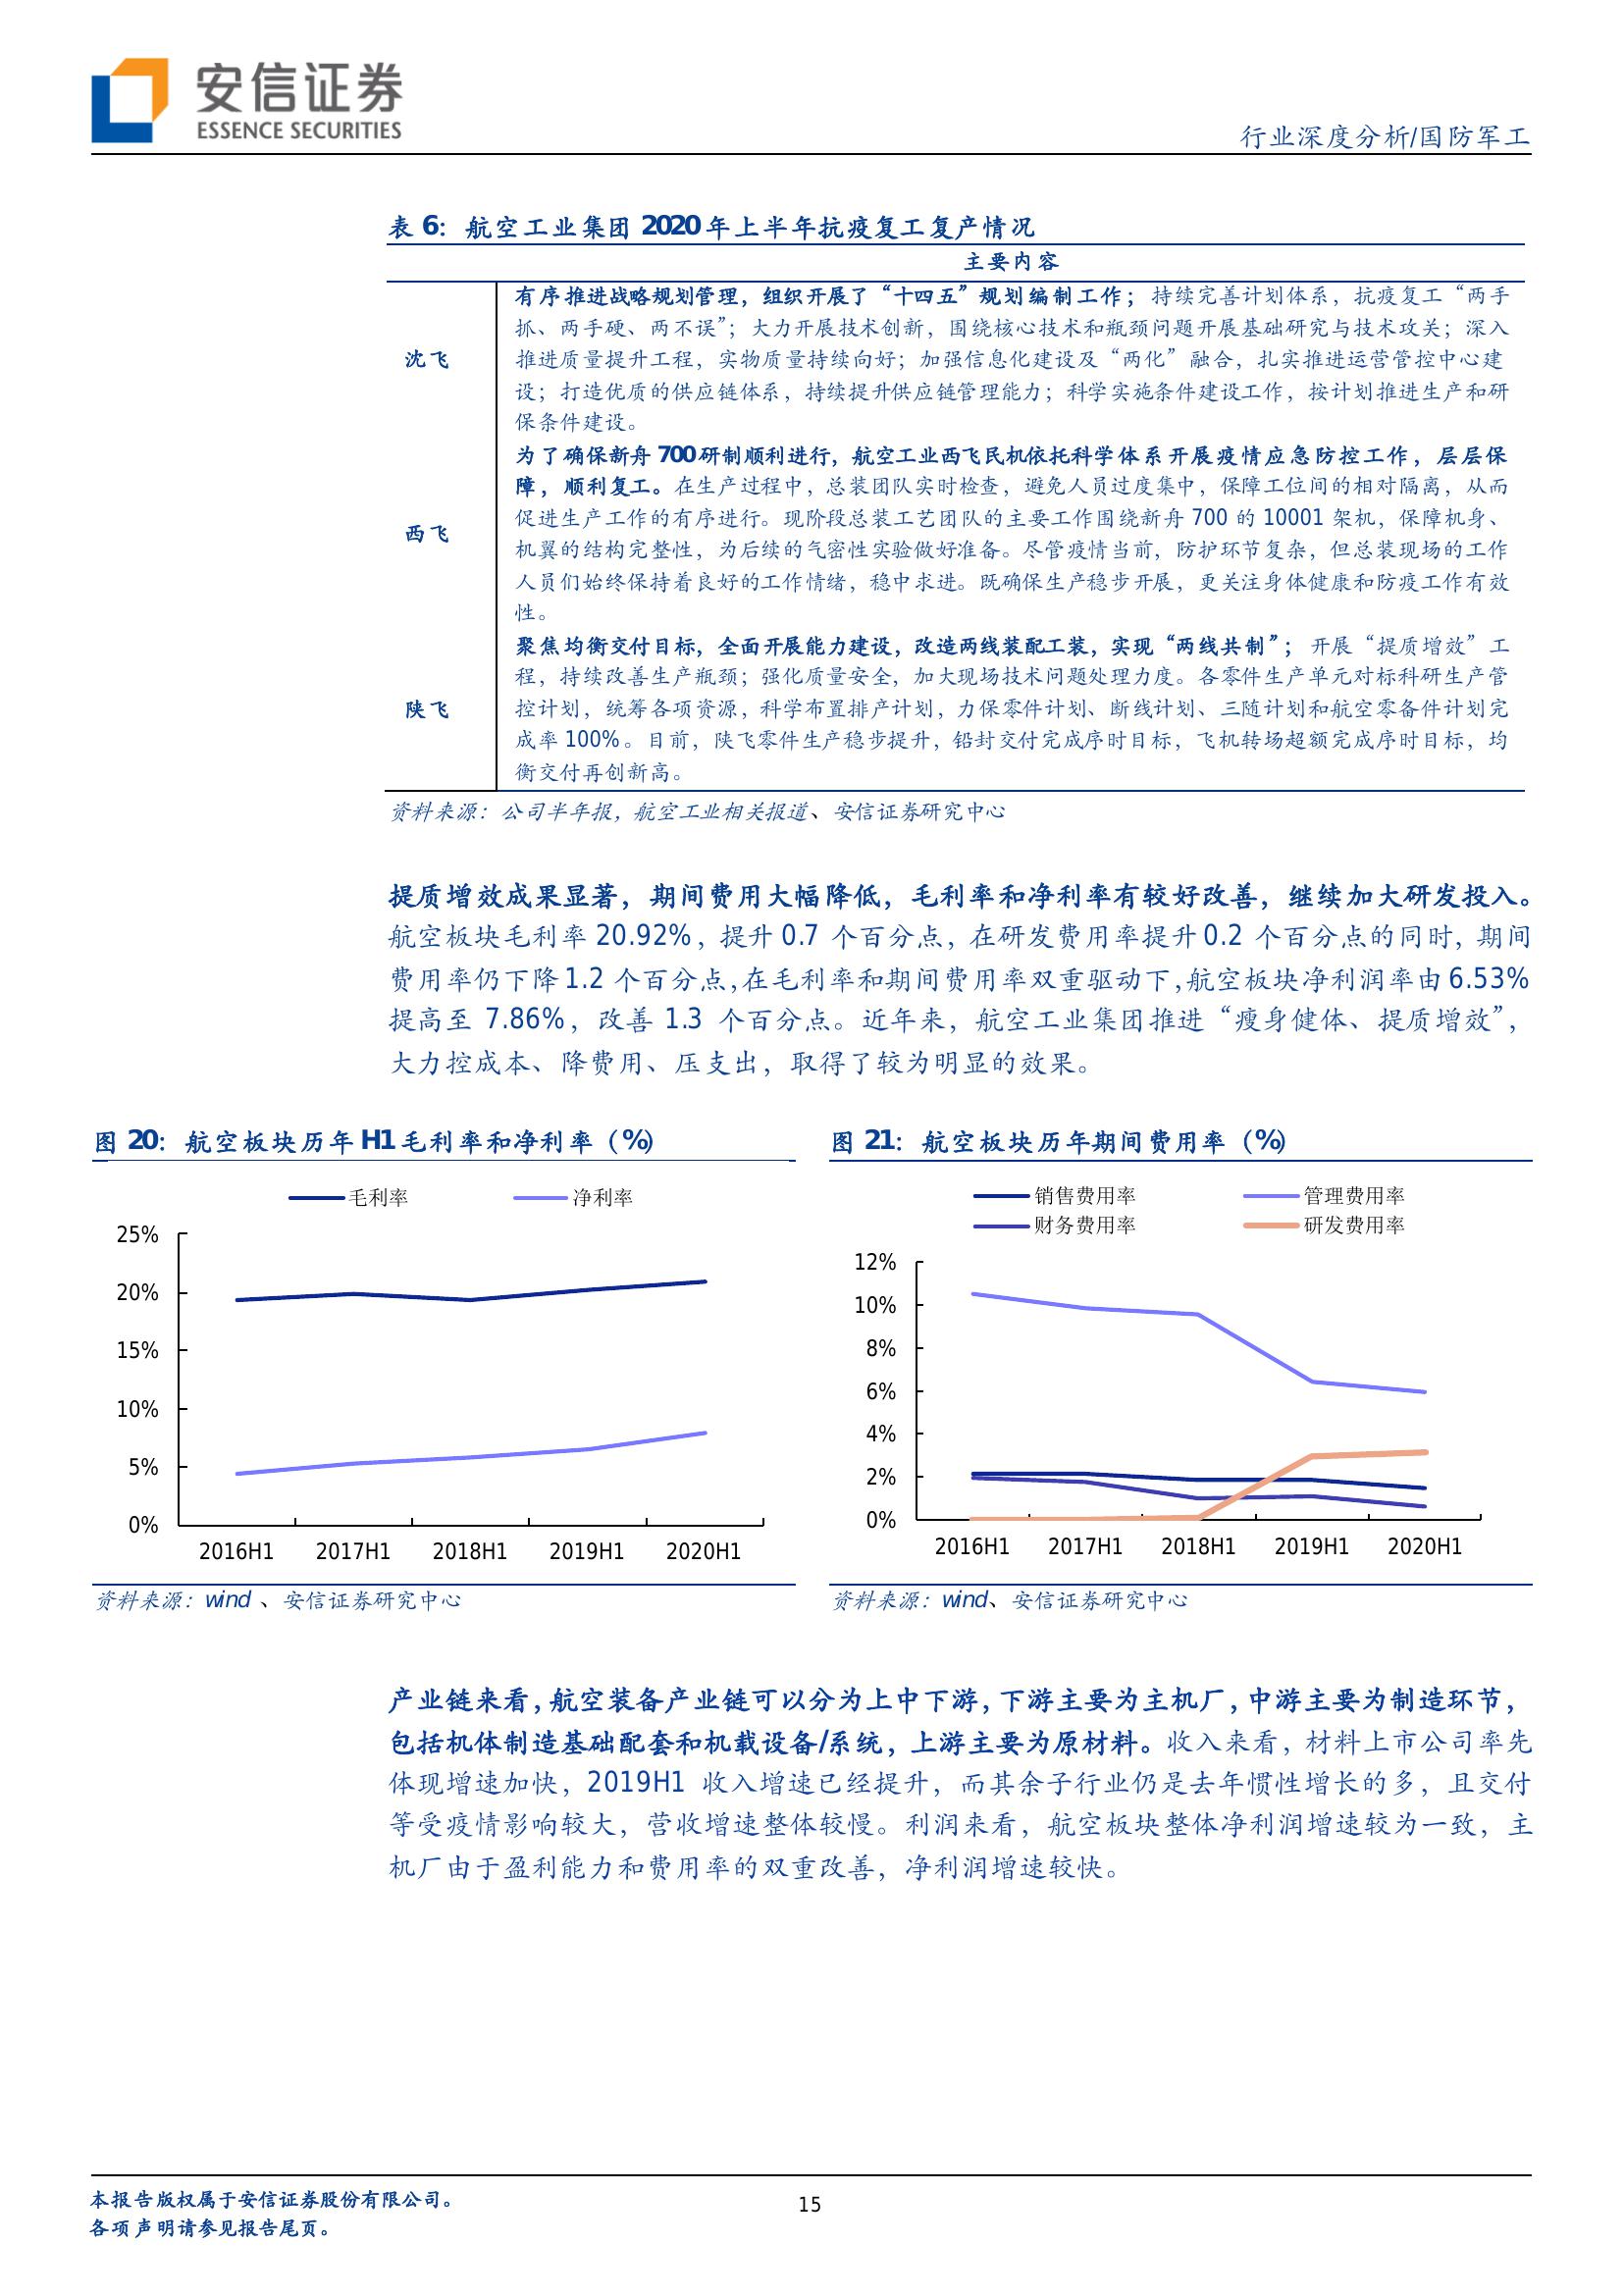 安信证券
ESSENCE SECURITIES
行业深度分析/国防军工
表 6：航空工业集团 2020 年上半年抗疫复工复产情况
主要内容
沈飞
有序推进战略规划管理，组织开展了“十四五”规划编制工作；持续完善计划体系，抗疫复工“两手
抓、两手硬、两不误”；大力开展技术创新，围绕核心技术和瓶颈问题开展基础研究与技术攻关；深入
推进质量提升工程，实物质量持续向好；加强信息化建设及“两化”融合，扎实推进运营管控中心建
设；打造优质的供应链体系，持续提升供应链管理能力；科学实施条件建设工作，按计划推进生产和研
保条件建设。
西飞
为了确保新舟 700 研制顺利进行，航空工业西飞民机依托科学体系开展疫情应急防控工作，层层保
障，顺利复工。在生产过程中，总装团队实时检查，避免人员过度集中，保障工位间的相对隔离，从而
促进生产工作的有序进行。现阶段总装工艺团队的主要工作围绕新舟 700 的 10001 架机，保障机身、
机翼的结构完整性，为后续的气密性实验做好准备。尽管疫情当前，防护环节复杂，但总装现场的工作
人员们始终保持着良好的工作情绪，稳中求进。既确保生产稳步开展，更关注身体健康和防疫工作有效
性。
陕飞
聚焦均衡交付目标，全面开展能力建设，改造两线装配工装，实现“两线共制”；开展“提质增效”工
程，持续改善生产瓶颈；强化质量安全，加大现场技术问题处理力度。各零件生产单元对标科研生产管
控计划，统筹各项资源，科学布置排产计划，力保零件计划、断线计划、三随计划和航空零备件计划完
成率 100%。目前，陕飞零件生产稳步提升，铅封交付完成序时目标，飞机转场超额完成序时目标，均
衡交付再创新高。
资料来源：公司半年报，航空工业相关报道、安信证券研究中心
提质增效成果显著，期间费用大幅降低，毛利率和净利率有较好改善，继续加大研发投入。
航空板块毛利率 20.92%，提升 0.7 个百分点，在研发费用率提升 0.2 个百分点的同时，期间
费用率仍下降 1.2 个百分点，在毛利率和期间费用率双重驱动下，航空板块净利润率由 6.53%
提高至 7.86%，改善 1.3 个百分点。近年来，航空工业集团推进“瘦身健体、提质增效”，
大力控成本、降费用、压支出，取得了较为明显的效果。
图 20：航空板块历年 H1 毛利率和净利率（%）
毛利率 净利率
25%
20%
15%
10%
5%
0%
2016H1 2017H1 2018H1 2019H1 2020H1
资料来源：wind 、安信证券研究中心
图 21：航空板块历年期间费用率（%）
销售费用率 管理费用率
财务费用率 研发费用率
12%
10%
8%
6%
4%
2%
0%
2016H1 2017H1 2018H1 2019H1 2020H1
资料来源：wind、安信证券研究中心
产业链来看，航空装备产业链可以分为上中下游，下游主要为主机厂，中游主要为制造环节，
包括机体制造基础配套和机载设备/系统，上游主要为原材料。收入来看，材料上市公司率先
体现增速加快，2019H1 收入增速已经提升，而其余子行业仍是去年惯性增长的多，且交付
等受疫情影响较大，营收增速整体较慢。利润来看，航空板块整体净利润增速较为一致，主
机厂由于盈利能力和费用率的双重改善，净利润增速较快。
本报告版权属于安信证券股份有限公司。
各项声明请参见报告尾页。
15